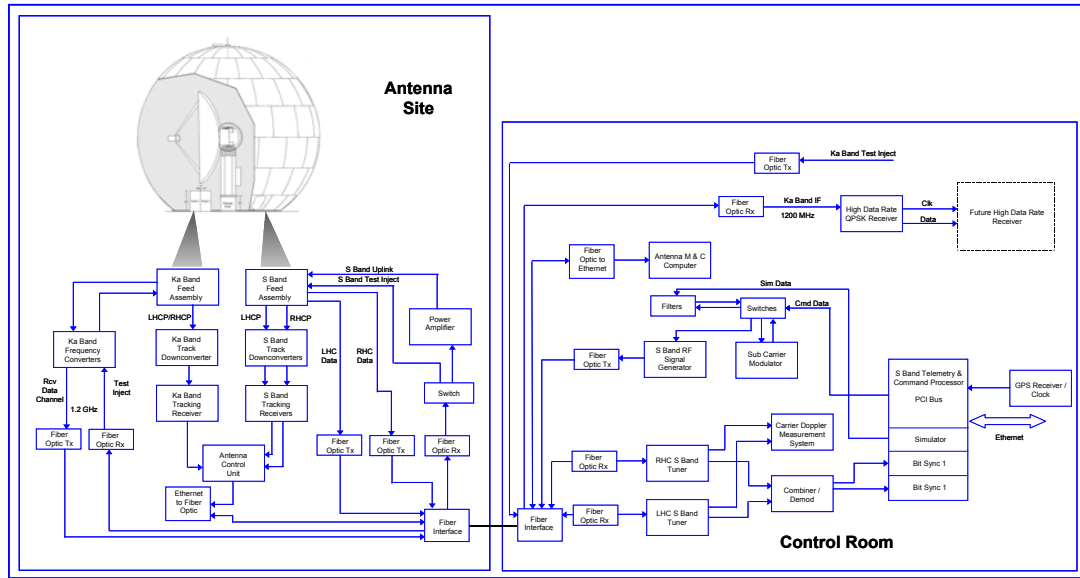 Antenna
Site
Ka Band
Feed
Assembly
S Band
Feed
Assembly
S Band Uplink
S Band Test Inject
LHCP/RHCP
LHCP
RHCP
Power
Amplifier
Ka Band
Frequency
Converters
Ka Band
Track
Downconverter
S Band
Track
Downconverters
LHC
Data
RHC
Data
Rcv
Data
Channel
1.2 GHz
Test
Inject
Ka Band
Tracking
Receiver
S Band
Tracking
Receivers
Switch
Fiber
Optic Tx
Fiber
Optic Rx
Fiber
Optic Tx
Fiber
Optic Tx
Fiber
Optic Rx
Antenna
Control
Unit
Ethernet
to Fiber
Optic
Fiber
Interface
Fiber
Optic Tx
Ka Band Test Inject
Fiber
Optic Rx
Ka Band IF
1200 MHz
High Data Rate
QPSK Receiver
Clk
Data
Future High Data Rate
Receiver
Fiber
Optic to
Ethernet
Antenna M & C
Computer
Sim Data
Filters
Switches
Cmd Data
Fiber
Optic Tx
S Band RF
Signal
Generator
Sub Carrier
Modulator
S Band Telemetry &
Command Processor
PCI Bus
GPS Receiver /
Clock
Ethernet
Simulator
Bit Sync 1
Bit Sync 1
Carrier Doppler
Measurement
System
Fiber
Optic Rx
RHC S Band
Tuner
Combiner /
Demod
Fiber
Interface
Fiber
Optic Rx
LHC S Band
Tuner
Control Room